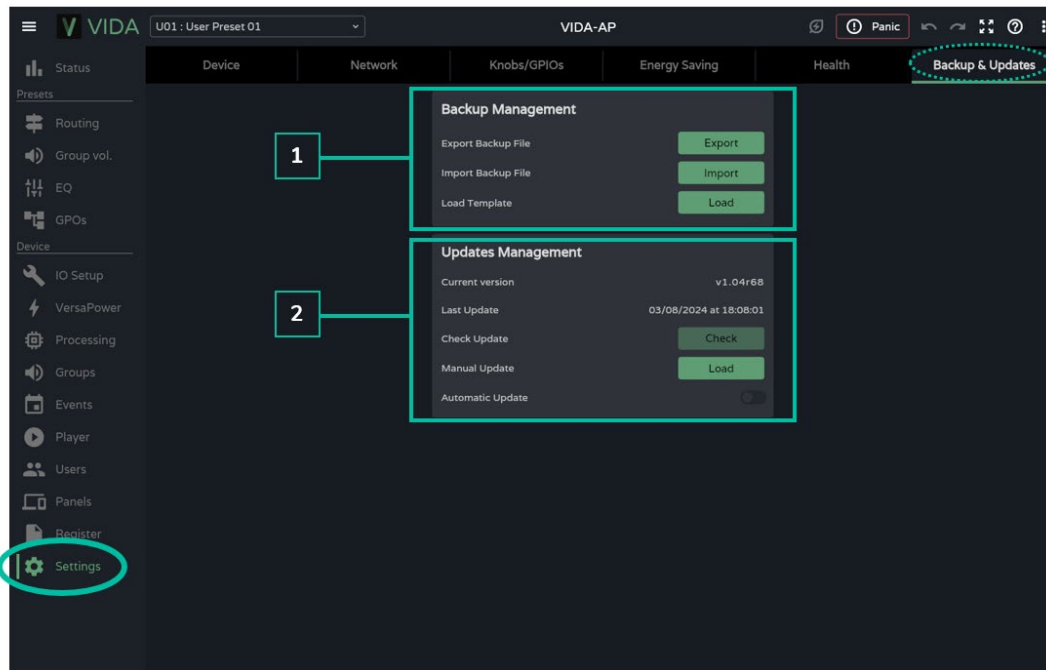 VIDA
U01 : User Preset 01
VIDA-AP
Panic
Status
Device
Network
Knobs/GPIOs
Energy Saving
Health
Backup & Updates
Presets
Routing
Group vol.
EQ
GPOs
Device
IO Setup
VersaPower
Processing
Groups
Events
Player
Users
Panels
Register
Settings
1
Backup Management
Export Backup File
Export
Import Backup File
Import
Load Template
Load
2
Updates Management
Current version
v1.04r68
Last Update
03/08/2024 at 18:08:01
Check Update
Check
Manual Update
Load
Automatic Update